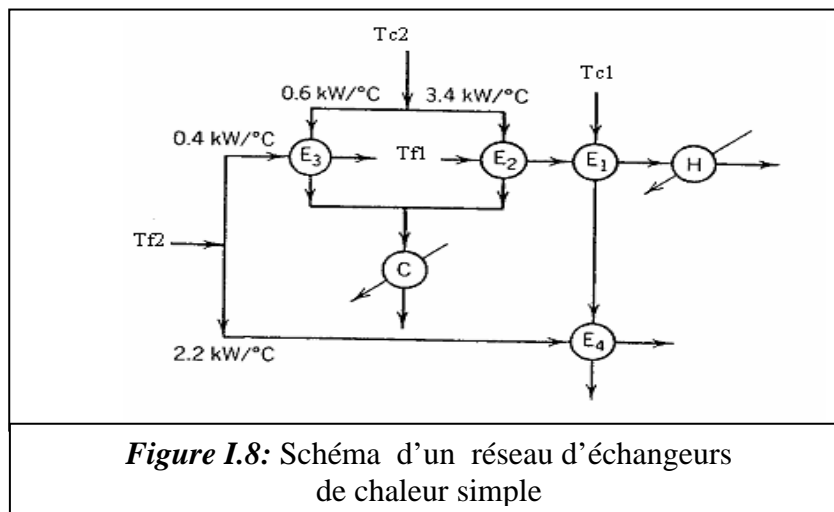 Tc2
Tc1
0.6 kW/°C
3.4 kW/°C
0.4 kW/°C
E3
Tf1
E2
E1
H
Tf2
C
2.2 kW/°C
E4
Figure I.8: Schéma d'un réseau d'échangeurs
de chaleur simple